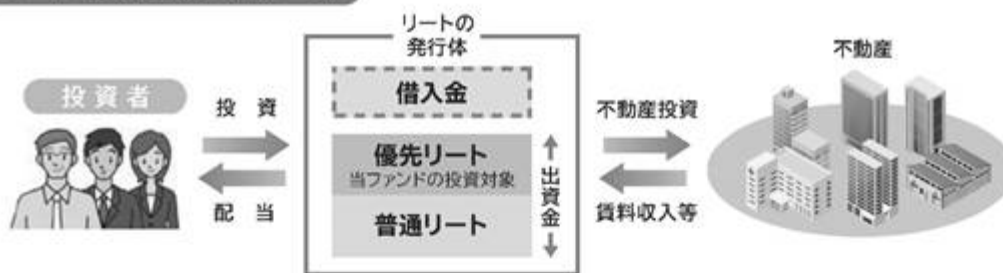 リートの
発行体
不動産
投資者
投資
借入金
不動産投資
優先リート
当ファンドの投資対象
出資金
配当
普通リート
賃料収入等